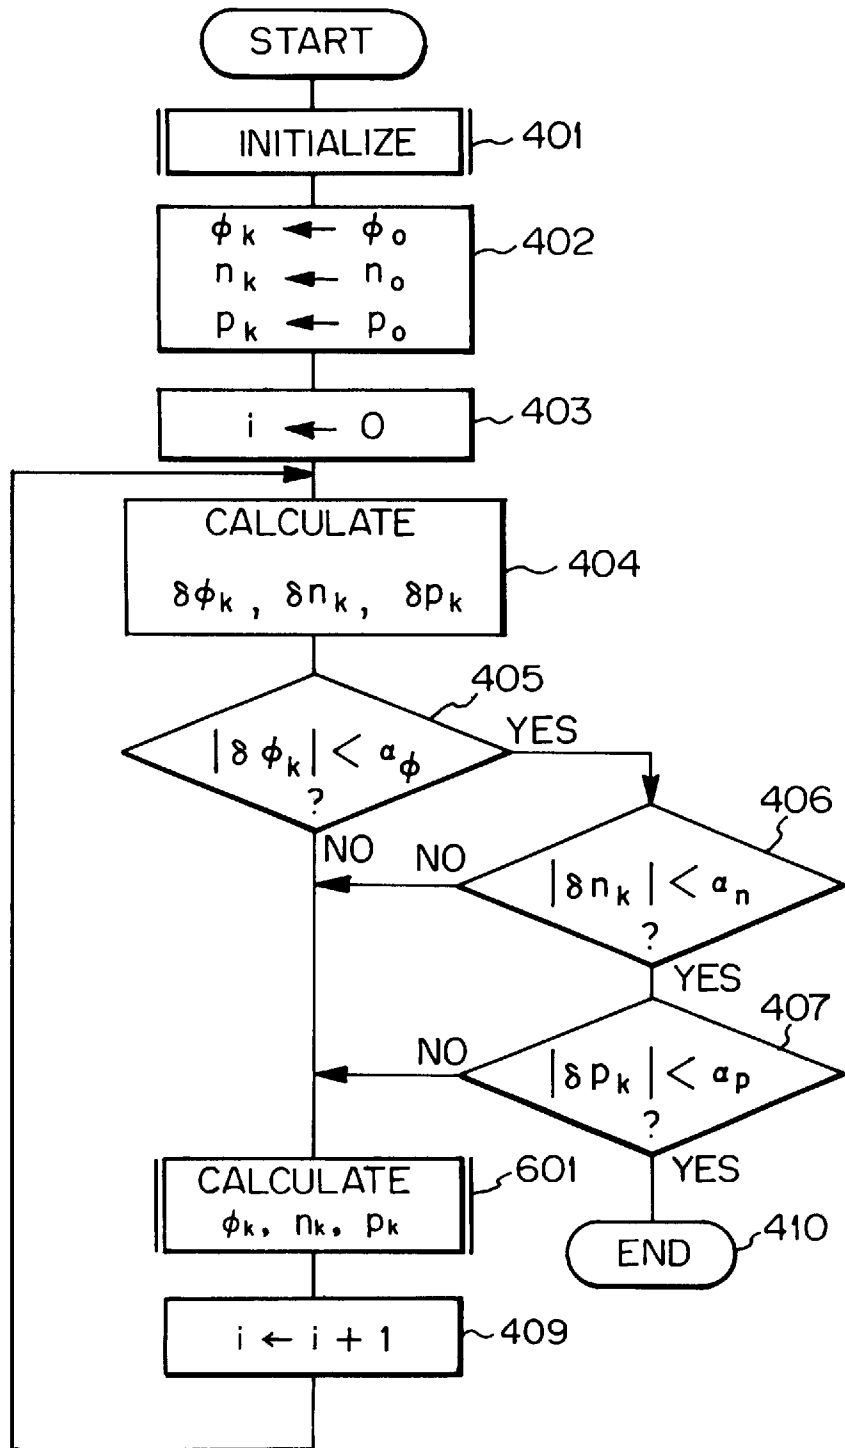 START
INITIALIZE
401
ϕk ← ϕo
nk ← no
pk ← po
402
i ← 0
403
CALCULATE
δϕk , δnk, δpk
404
405
|δϕk| < αϕ
?
YES
NO
406
|δnk| < αn
?
NO
YES
407
|δpk| < αp
?
NO
YES
CALCULATE
ϕk, nk, pk
601
END
410
i ← i + 1
409